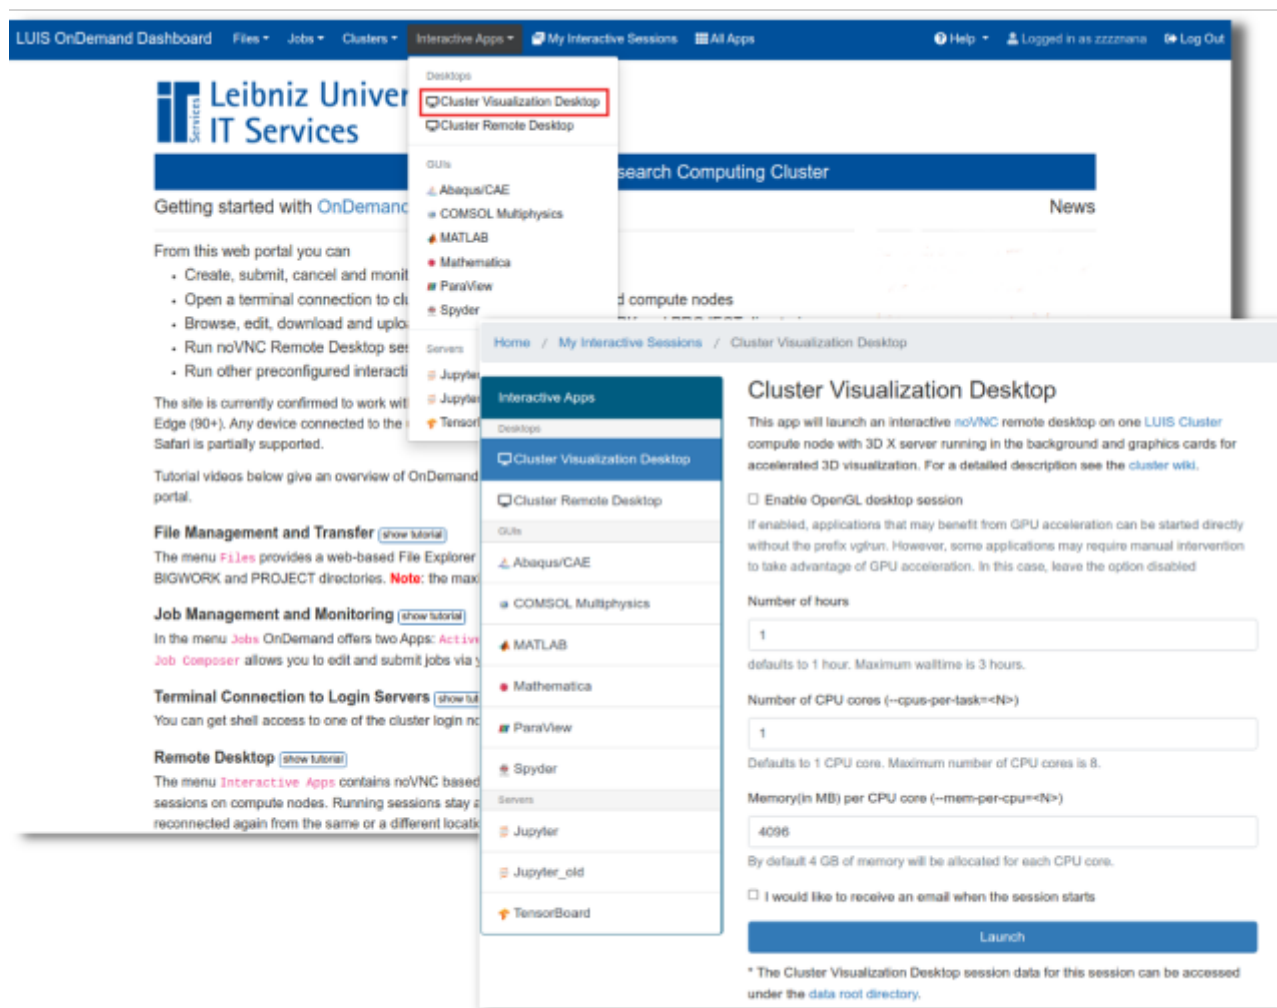 LUIS OnDemand Dashboard Files Jobs Clusters Interactive Apps My Interactive Sessions All Apps Help Logged in as zzzzmana Log Out
Leibniz Univer
IT Services
Services
search Computing Cluster
Getting started with OnDemand
News
From this web portal you can
• Create, submit, cancel and monit
• Open a terminal connection to clu
d compute nodes
• Browse, edit, download and uploa
• Run noVNC Remote Desktop ses
• Run other preconfigured interacti
The site is currently confirmed to work wit
Edge (90+). Any device connected to the
Safari is partially supported.
Tutorial videos below give an overview of OnDemand
portal.
File Management and Transfer show tutorial
The menu Files provides a web-based File Explorer
BIGWORK and PROJECT directories. Note: the maxi
Job Management and Monitoring show tutorial
In the menu Jobs OnDemand offers two Apps: Active
Job Composer allows you to edit and submit jobs via y
Terminal Connection to Login Servers show tut
You can get shell access to one of the cluster login no
Remote Desktop show tutorial
The menu Interactive Apps contains noVNC based
sessions on compute nodes. Running sessions stay a
reconnected again from the same or a different locatio
Desktops
Cluster Visualization Desktop
Cluster Remote Desktop
GUIs
Abaqus/CAE
COMSOL Multiphysics
MATLAB
Mathematica
ParaView
Spyder
Servers
Jupyter
Jupyte
Tensor
Home / My Interactive Sessions / Cluster Visualization Desktop
Interactive Apps
Desktops
Cluster Visualization Desktop
Cluster Remote Desktop
GUIs
Abaqus/CAE
COMSOL Multiphysics
MATLAB
Mathematica
ParaView
Spyder
Servers
Jupyter
Jupyter_old
TensorBoard
Cluster Visualization Desktop
This app will launch an interactive noVNC remote desktop on one LUIS Cluster
compute node with 3D X server running in the background and graphics cards for
accelerated 3D visualization. For a detailed description see the cluster wiki.
Enable OpenGL desktop session
If enabled, applications that may benefit from GPU acceleration can be started directly
without the prefix vglrun. However, some applications may require manual intervention
to take advantage of GPU acceleration. In this case, leave the option disabled
Number of hours
1
defaults to 1 hour. Maximum walltime is 3 hours.
Number of CPU cores (--cpus-per-task=<N>)
1
Defaults to 1 CPU core. Maximum number of CPU cores is 8.
Memory(in MB) per CPU core (--mem-per-cpu=<N>)
4096
By default 4 GB of memory will be allocated for each CPU core.
I would like to receive an email when the session starts
Launch
* The Cluster Visualization Desktop session data for this session can be accessed
under the data root directory.